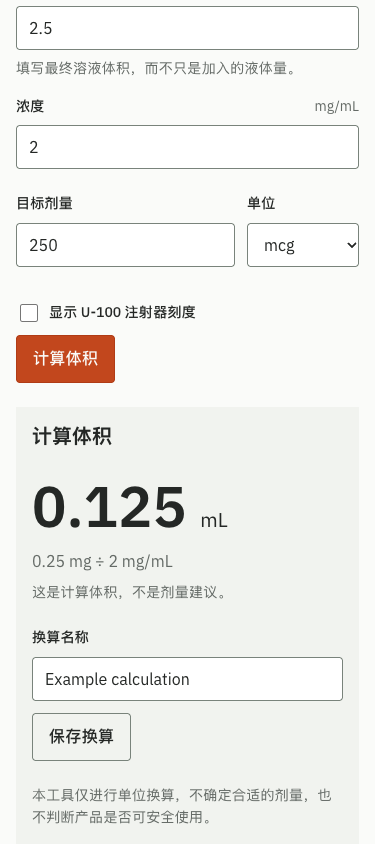 2.5
填写最终溶液体积，而不只是加入的液体量。
浓度 mg/mL
2
目标剂量 单位
250 mcg
显示 U-100 注射器刻度
计算体积
计算体积
0.125 mL
0.25 mg ÷ 2 mg/mL
这是计算体积，不是剂量建议。
换算名称
Example calculation
保存换算
本工具仅进行单位换算，不确定合适的剂量，也
不判断产品是否可安全使用。